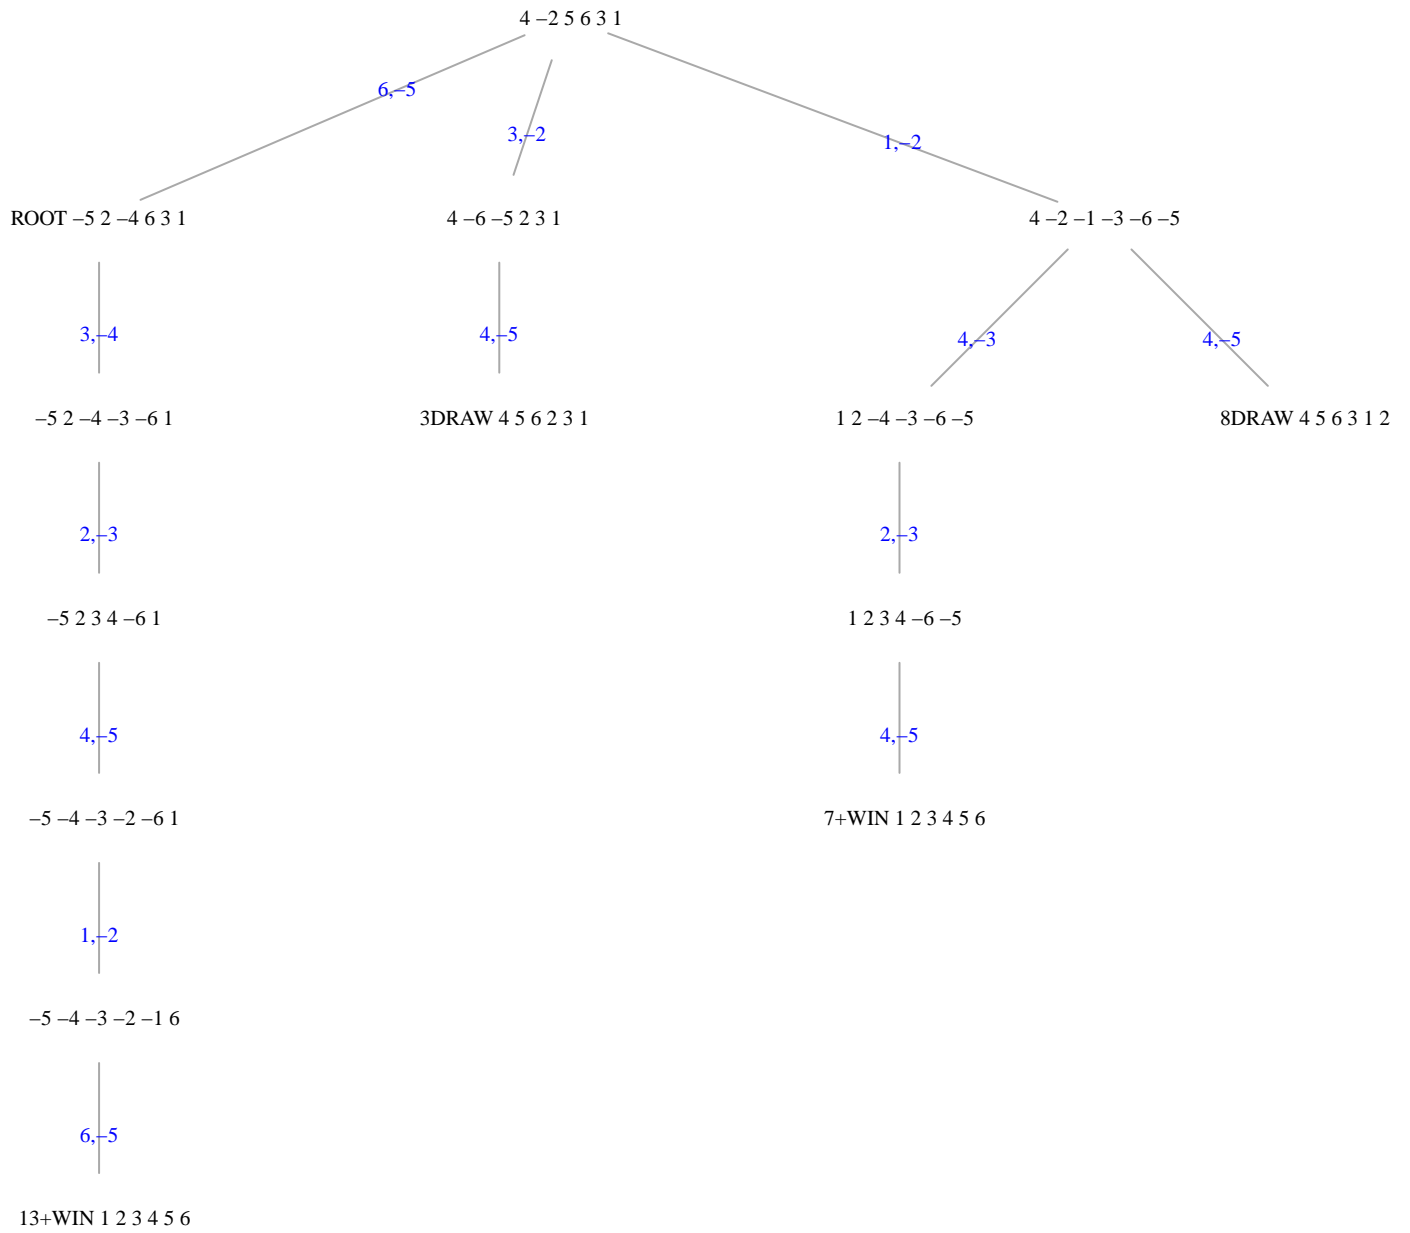 4 –2 5 6 3 1
6,–5
3,–2
1,–2
ROOT –5 2 –4 6 3 1
4 –6 –5 2 3 1
4 –2 –1 –3 –6 –5
3,–4
4,–5
4,–3
4,–5
–5 2 –4 –3 –6 1
3DRAW 4 5 6 2 3 1
1 2 –4 –3 –6 –5
8DRAW 4 5 6 3 1 2
2,–3
2,–3
–5 2 3 4 –6 1
1 2 3 4 –6 –5
4,–5
4,–5
–5 –4 –3 –2 –6 1
7+WIN 1 2 3 4 5 6
1,–2
–5 –4 –3 –2 –1 6
6,–5
13+WIN 1 2 3 4 5 6